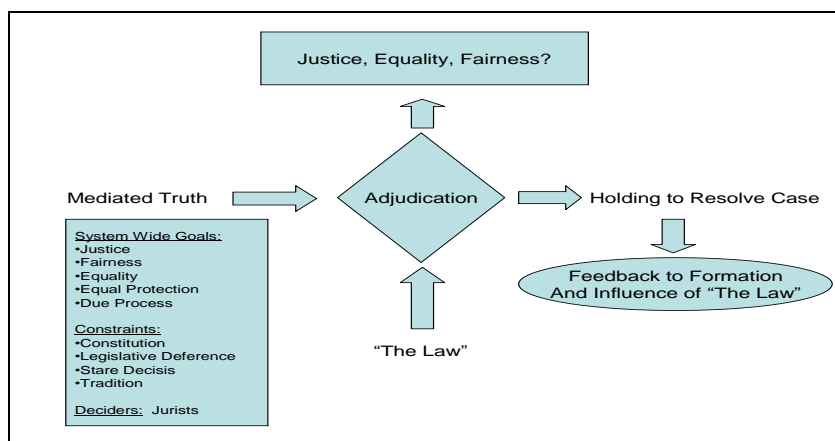 Justice, Equality, Fairness?
Mediated Truth
Adjudication
Holding to Resolve Case
System Wide Goals:
•Justice
•Fairness
•Equality
•Equal Protection
•Due Process
Constraints:
•Constitution
•Legislative Deference
•Stare Decisis
•Tradition
Deciders: Jurists
Feedback to Formation
And Influence of “The Law”
“The Law”